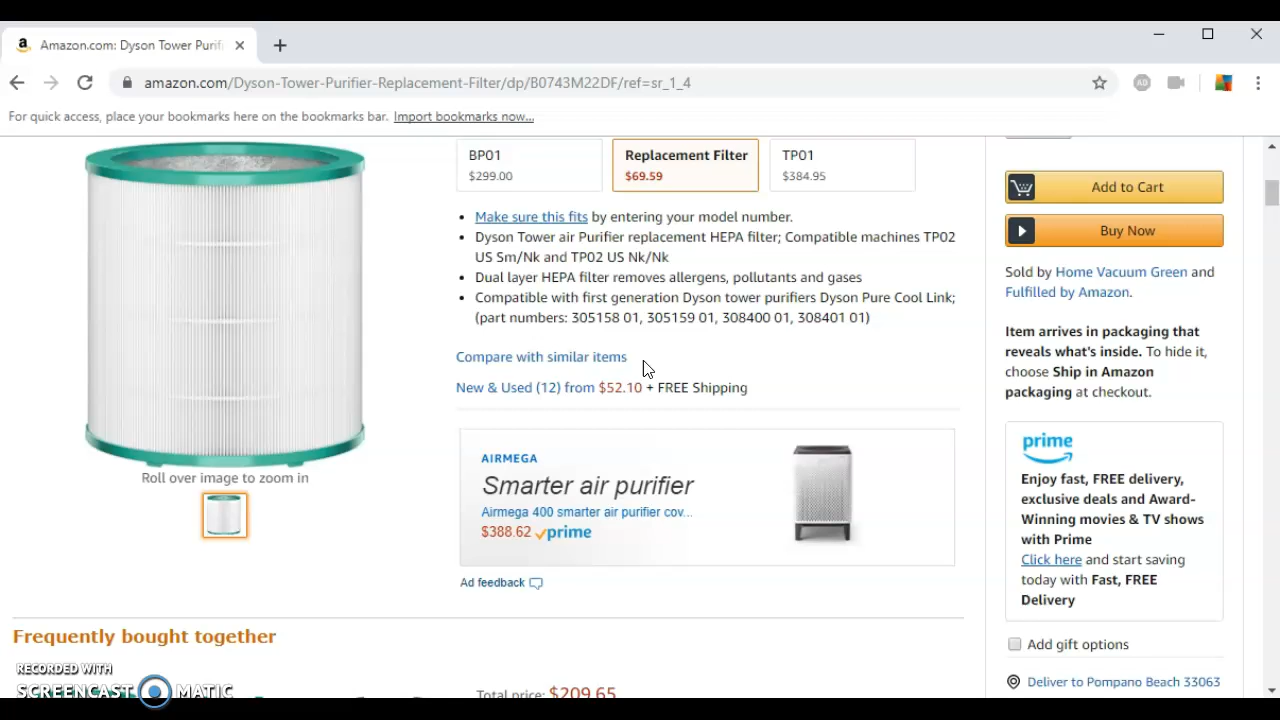 Amazon.com: Dyson Tower Purifi
amazon.com/Dyson-Tower-Purifier-Replacement-Filter/dp/B0743M22DF/ref=sr_1_4
For quick access, place your bookmarks here on the bookmarks bar. Import bookmarks now...
BP01
$299.00
Replacement Filter
$69.59
TP01
$384.95
Make sure this fits by entering your model number.
Dyson Tower air Purifier replacement HEPA filter; Compatible machines TP02
US Sm/Nk and TP02 US Nk/Nk
Dual layer HEPA filter removes allergens, pollutants and gases
Compatible with first generation Dyson tower purifiers Dyson Pure Cool Link;
(part numbers: 305158 01, 305159 01, 308400 01, 308401 01)
Compare with similar items
New & Used (12) from $52.10 + FREE Shipping
AIRMEGA
Smarter air purifier
Airmega 400 smarter air purifier cov...
$388.62 prime
Ad feedback
Roll over image to zoom in
Add to Cart
Buy Now
Sold by Home Vacuum Green and
Fulfilled by Amazon.
Item arrives in packaging that
reveals what's inside. To hide it,
choose Ship in Amazon
packaging at checkout.
prime
Enjoy fast, FREE delivery,
exclusive deals and Award-
Winning movies & TV shows
with Prime
Click here and start saving
today with Fast, FREE
Delivery
Add gift options
Deliver to Pompano Beach 33063
Frequently bought together
Total price: $209.65
RECORDED WITH
SCREENCAST MATIC